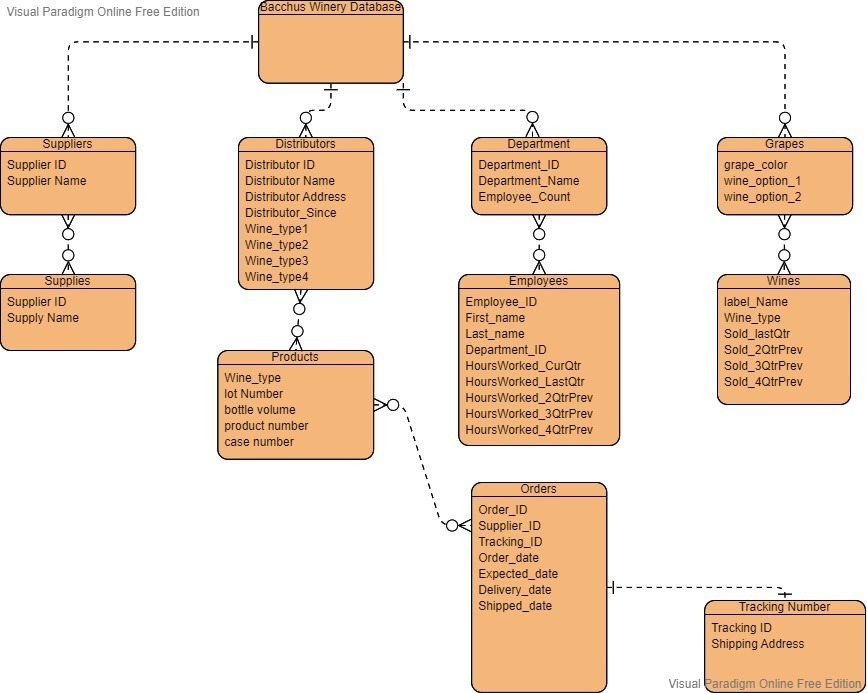 Visual Paradigm Online Free Edition
Bacchus Winery Database
Suppliers
Supplier ID
Supplier Name
Distributors
Distributor ID
Distributor Name
Distributor Address
Distributor_Since
Wine_type1
Wine_type2
Wine_type3
Wine_type4
Department
Department_ID
Department_Name
Employee_Count
Grapes
grape_color
wine_option_1
wine_option_2
Supplies
Supplier ID
Supply Name
Employees
Employee_ID
First_name
Last_name
Department_ID
HoursWorked_CurQtr
HoursWorked_LastQtr
HoursWorked_2QtrPrev
HoursWorked_3QtrPrev
HoursWorked_4QtrPrev
Wines
label_Name
Wine_type
Sold_lastQtr
Sold_2QtrPrev
Sold_3QtrPrev
Sold_4QtrPrev
Products
Wine_type
lot Number
bottle volume
product number
case number
Orders
Order_ID
Supplier_ID
Tracking_ID
Order_date
Expected_date
Delivery_date
Shipped_date
Tracking Number
Tracking ID
Shipping Address
Visual Paradigm Online Free Edition